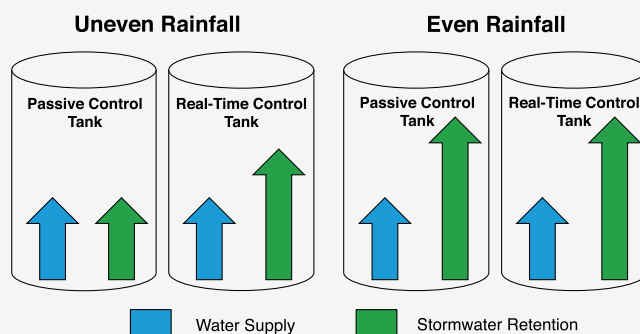 Uneven Rainfall
Even Rainfall
Passive Control
Tank
Real-Time Control
Tank
Passive Control
Tank
Real-Time Control
Tank
Water Supply
Stormwater Retention